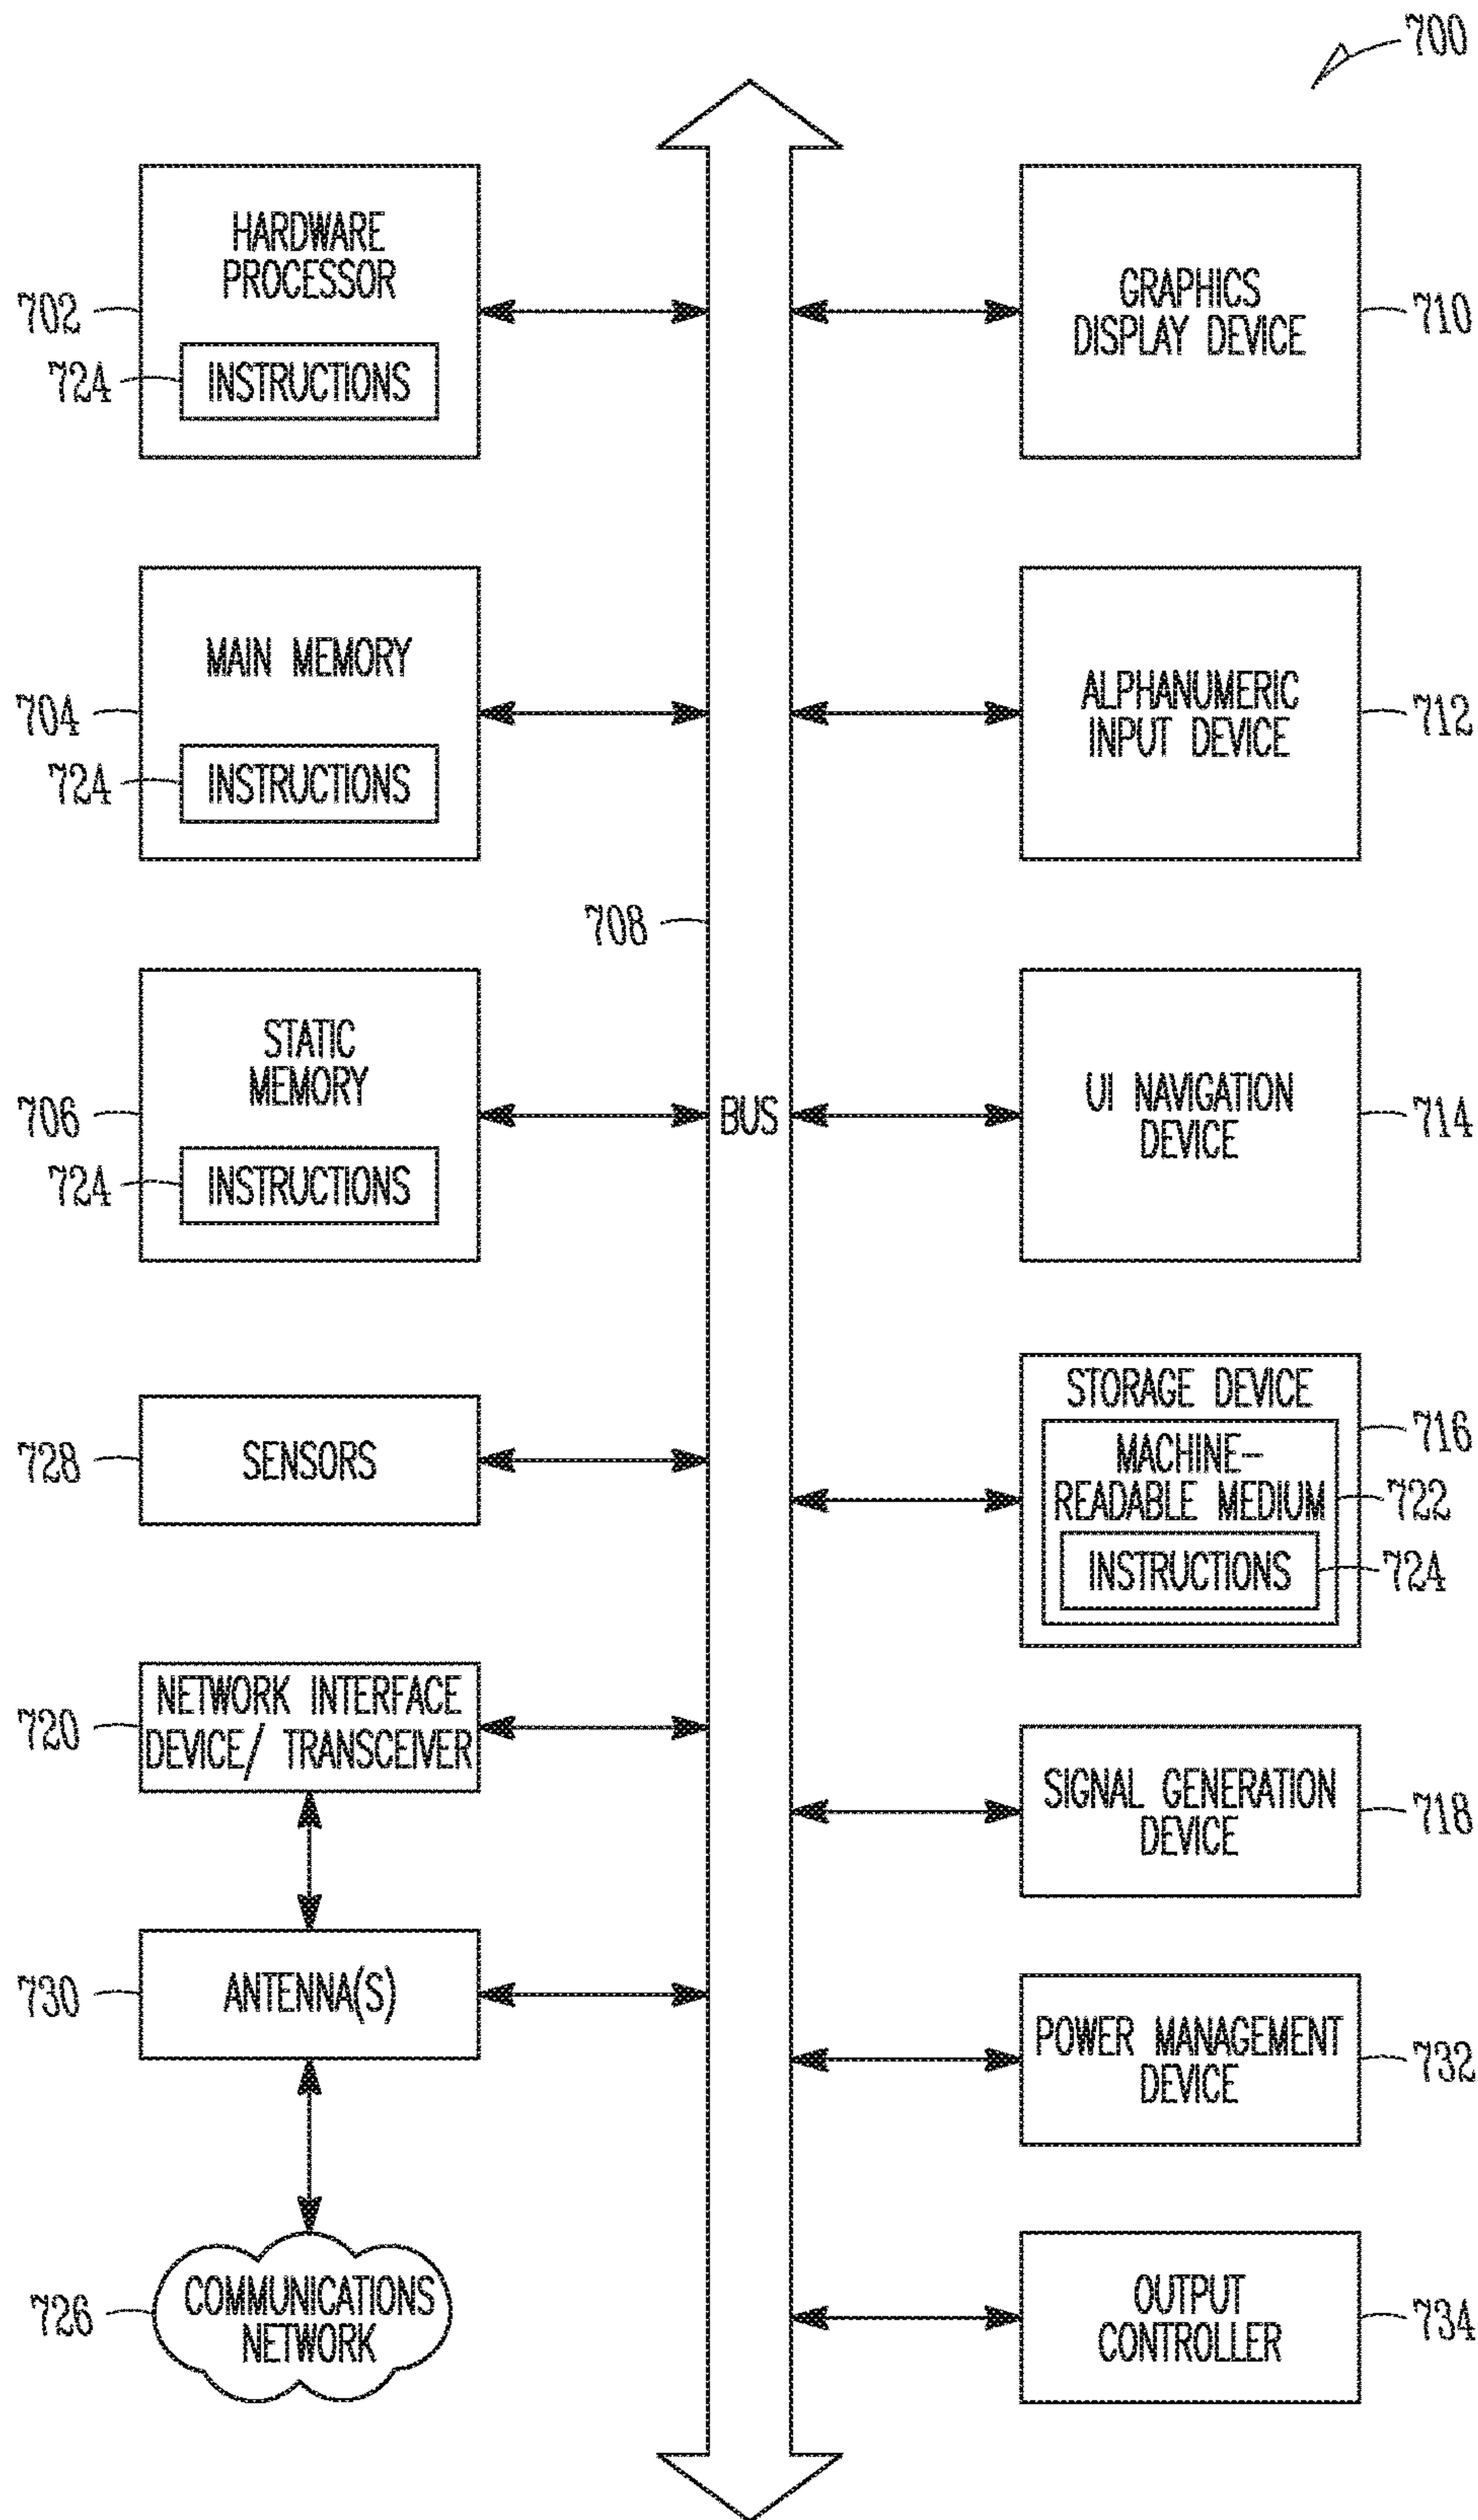 700
HARDWARE
PROCESSOR
702
724
INSTRUCTIONS
GRAPHICS
DISPLAY DEVICE
710
MAIN MEMORY
704
724
INSTRUCTIONS
ALPHANUMERIC
INPUT DEVICE
712
708
STATIC
MEMORY
706
724
INSTRUCTIONS
BUS
UI NAVIGATION
DEVICE
714
SENSORS
728
STORAGE DEVICE
716
MACHINE-
READABLE MEDIUM
722
INSTRUCTIONS
724
NETWORK INTERFACE
DEVICE/ TRANSCEIVER
720
SIGNAL GENERATION
DEVICE
718
ANTENNA(S)
730
POWER MANAGEMENT
DEVICE
732
COMMUNICATIONS
NETWORK
726
OUTPUT
CONTROLLER
734